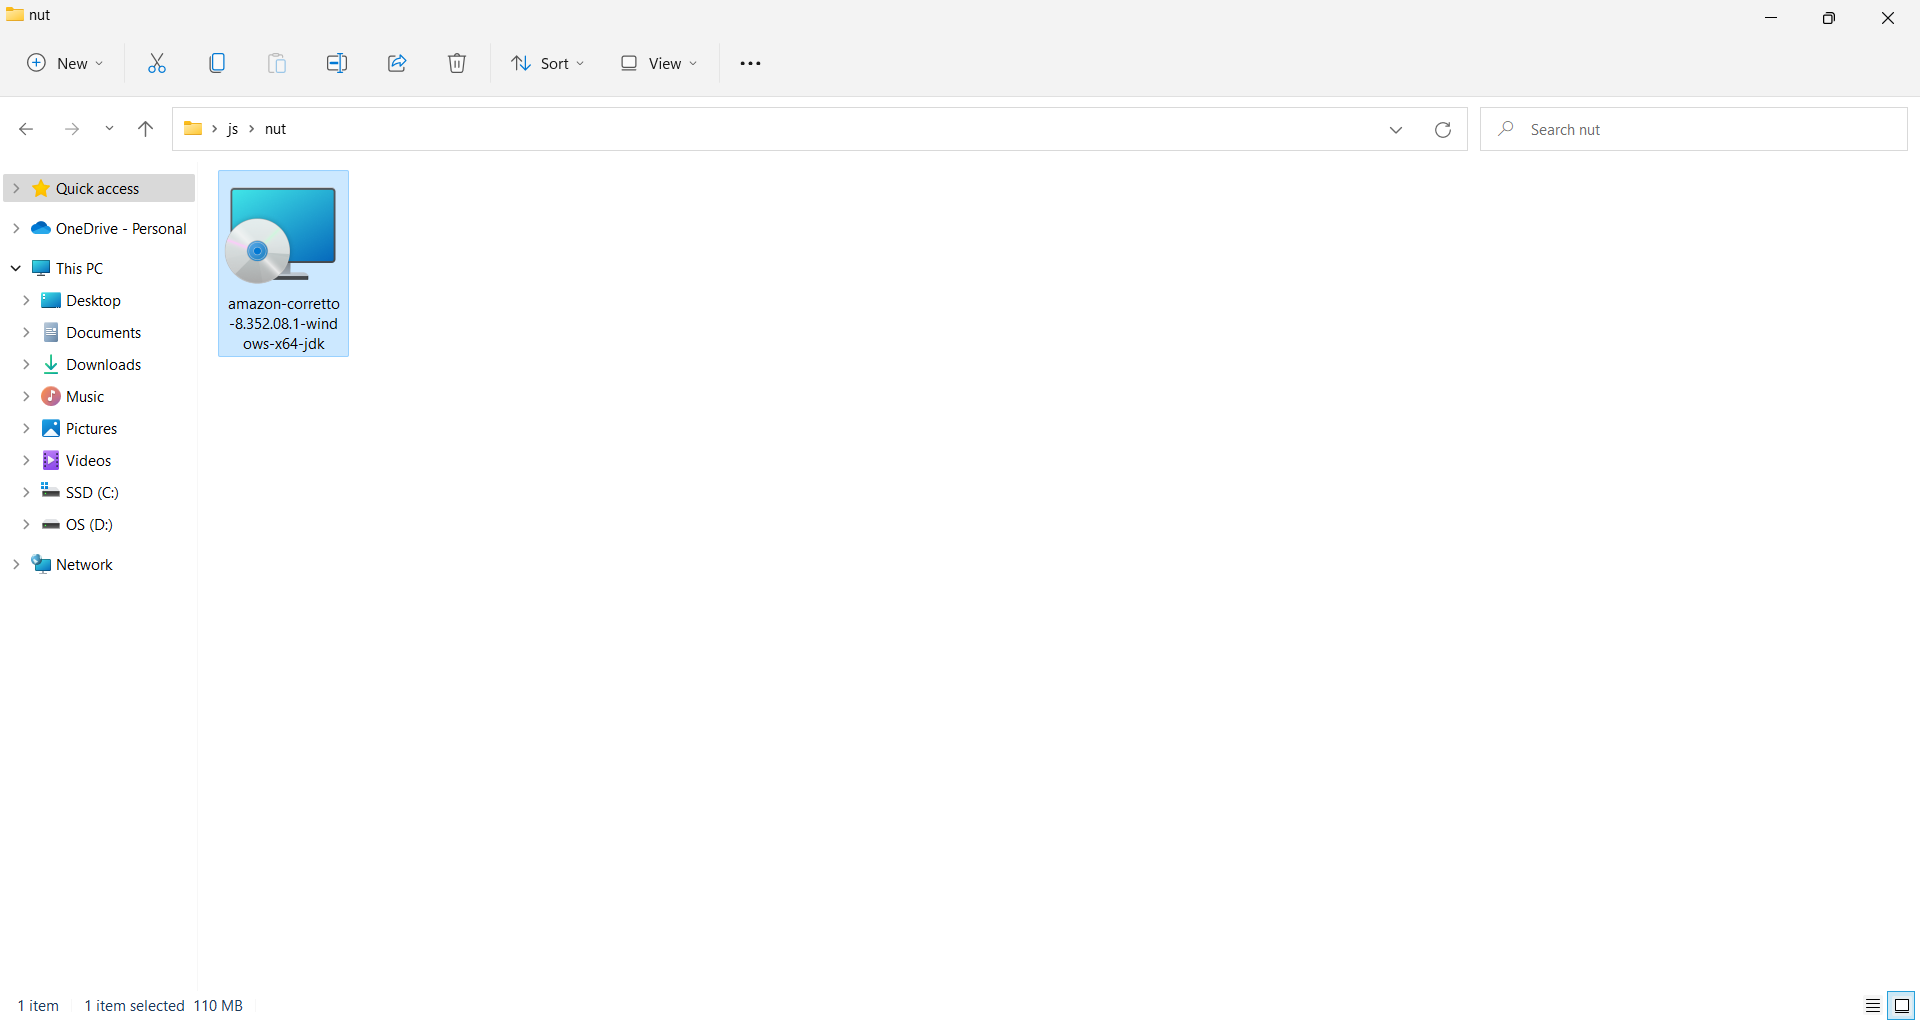 nut
New
Sort
View
js
nut
Search nut
Quick access
OneDrive - Personal
This PC
Desktop
Documents
Downloads
Music
Pictures
Videos
SSD (C:)
OS (D:)
Network
amazon-corretto
-8.352.08.1-wind
ows-x64-jdk
1 item
1 item selected 110 MB